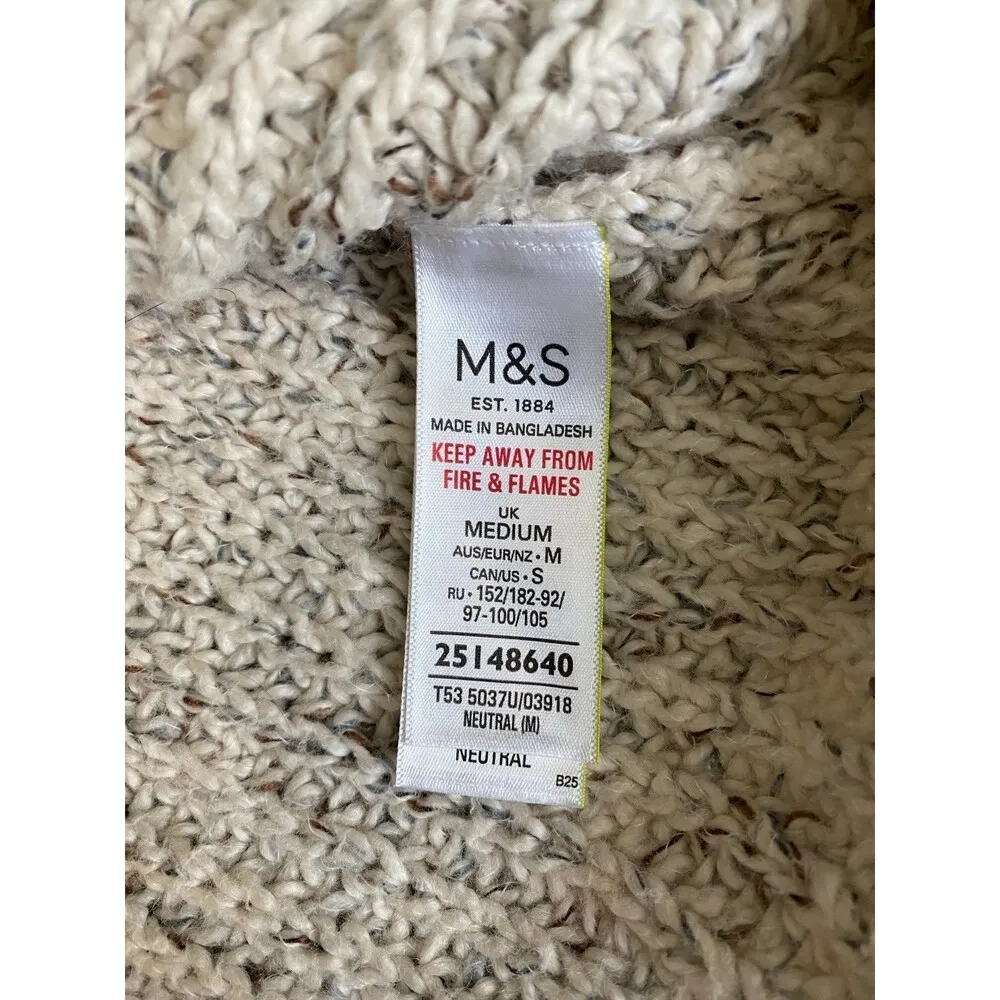 M&S
EST. 1884
MADE IN BANGLADESH
KEEP AWAY FROM
FIRE & FLAMES
UK
MEDIUM
AUS/EUR/NZ • M
CAN/US • S
RU • 152/182-92/
97-100/105
25148640
T53 5037U/03918
NEUTRAL (M)
NEUTRAL
B25